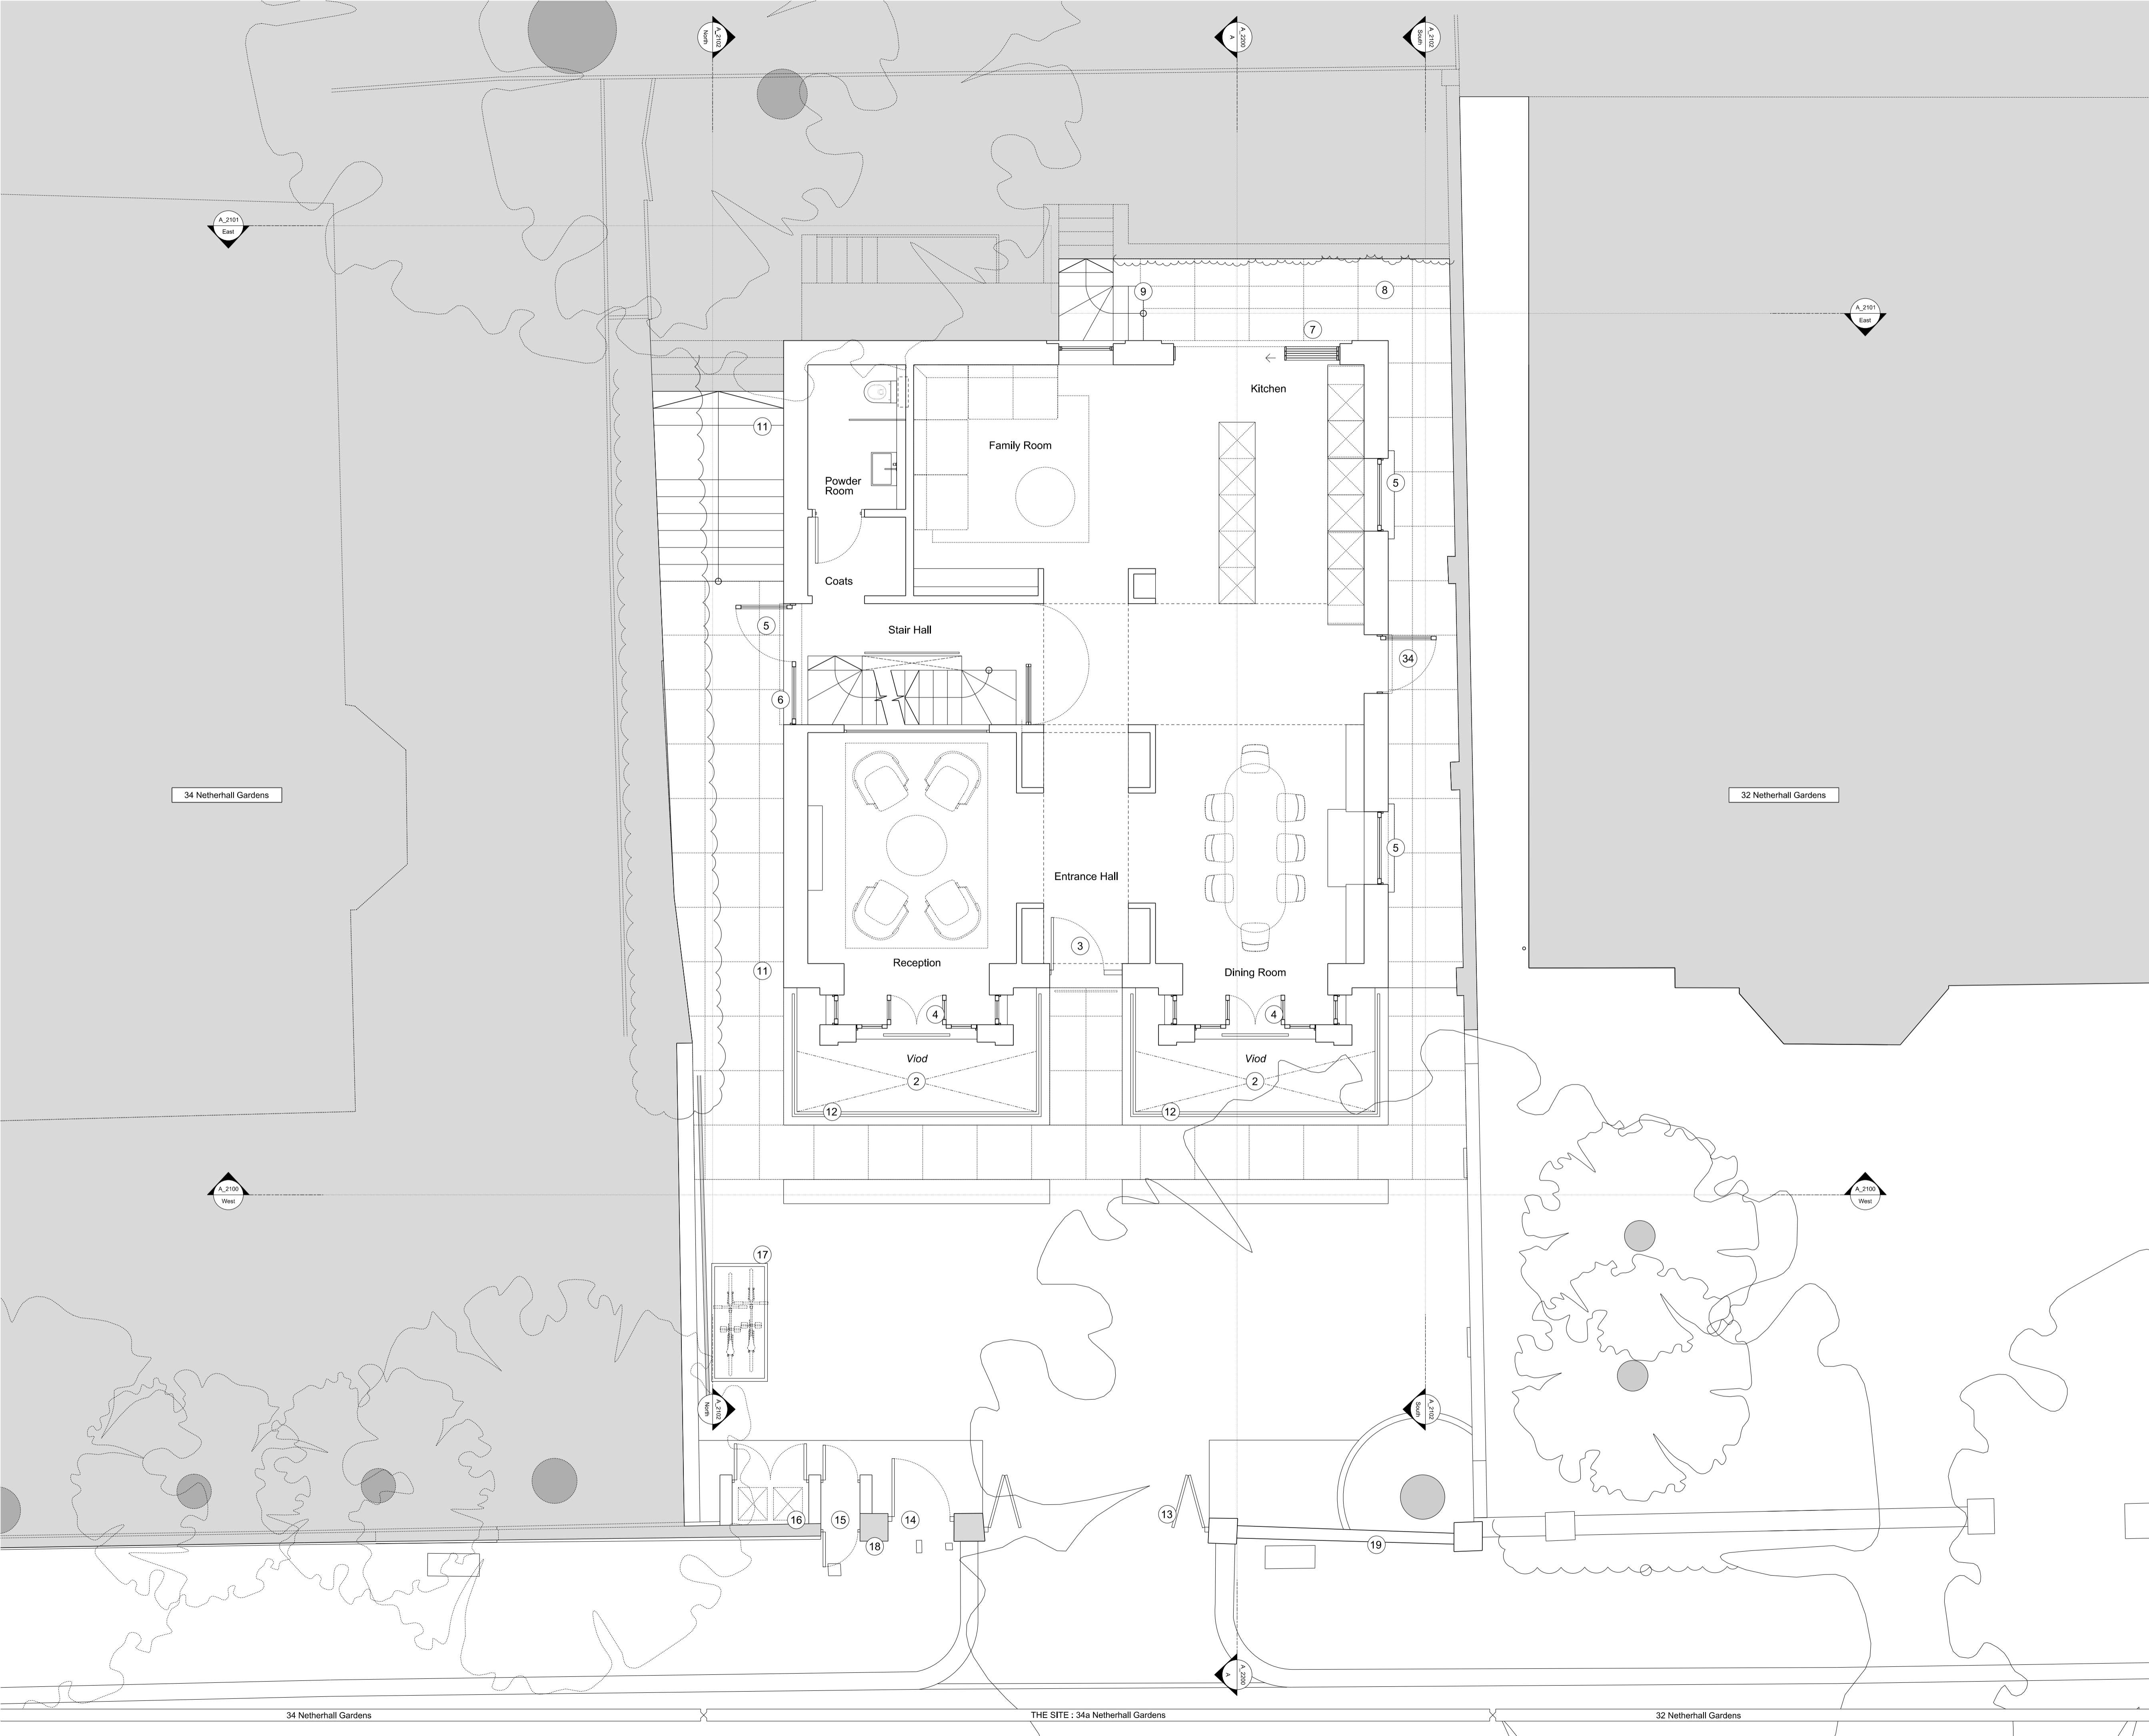 A_2102
North
A_2200
A
A_2102
South
A_2101
East
9
8
A_2101
East
7
Kitchen
11
Family Room
Powder
Room
5
Coats
5
Stair Hall
34
6
34 Netherhall Gardens
32 Netherhall Gardens
5
Entrance Hall
3
Reception
11
Dining Room
4
4
Viod
Viod
2
2
12
12
A_2100
West
A_2100
West
17
A_2102
North
A_2102
South
16
15
14
13
18
19
A_2200
A
34 Netherhall Gardens
THE SITE : 34a Netherhall Gardens
32 Netherhall Gardens